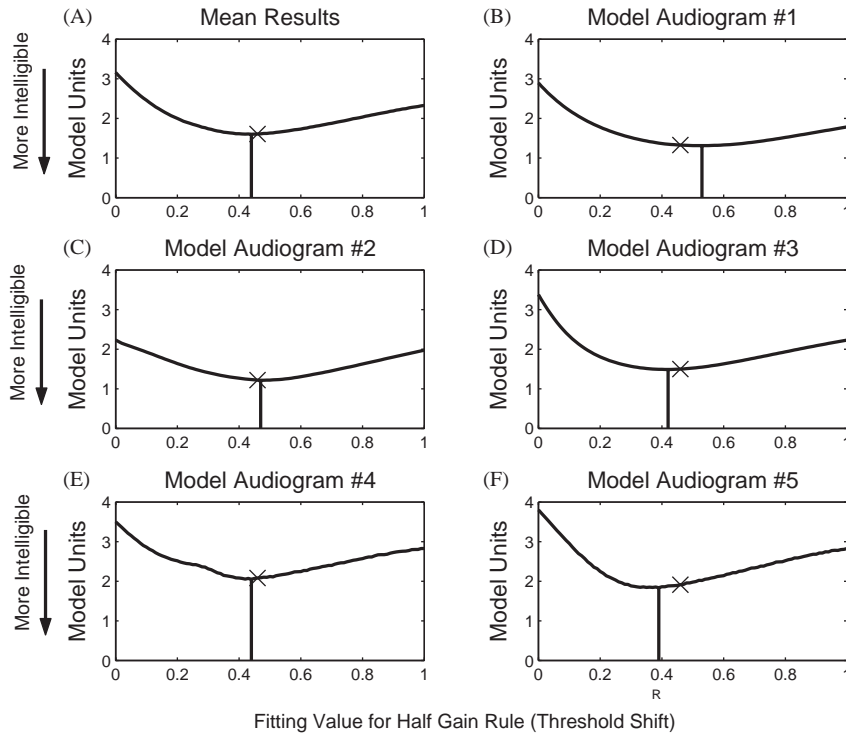 (A) Mean Results
(B) Model Audiogram #1
More Intelligible
Model Units
4
3
2
1
0
0 0.2 0.4 0.6 0.8 1
Model Units
4
3
2
1
0
0 0.2 0.4 0.6 0.8 1
(C) Model Audiogram #2
(D) Model Audiogram #3
More Intelligible
Model Units
4
3
2
1
0
0 0.2 0.4 0.6 0.8 1
Model Units
4
3
2
1
0
0 0.2 0.4 0.6 0.8 1
(E) Model Audiogram #4
(F) Model Audiogram #5
More Intelligible
Model Units
4
3
2
1
0
0 0.2 0.4 0.6 0.8 1
Model Units
4
3
2
1
0
0 0.2 0.4 0.6 0.8 1
R
Fitting Value for Half Gain Rule (Threshold Shift)